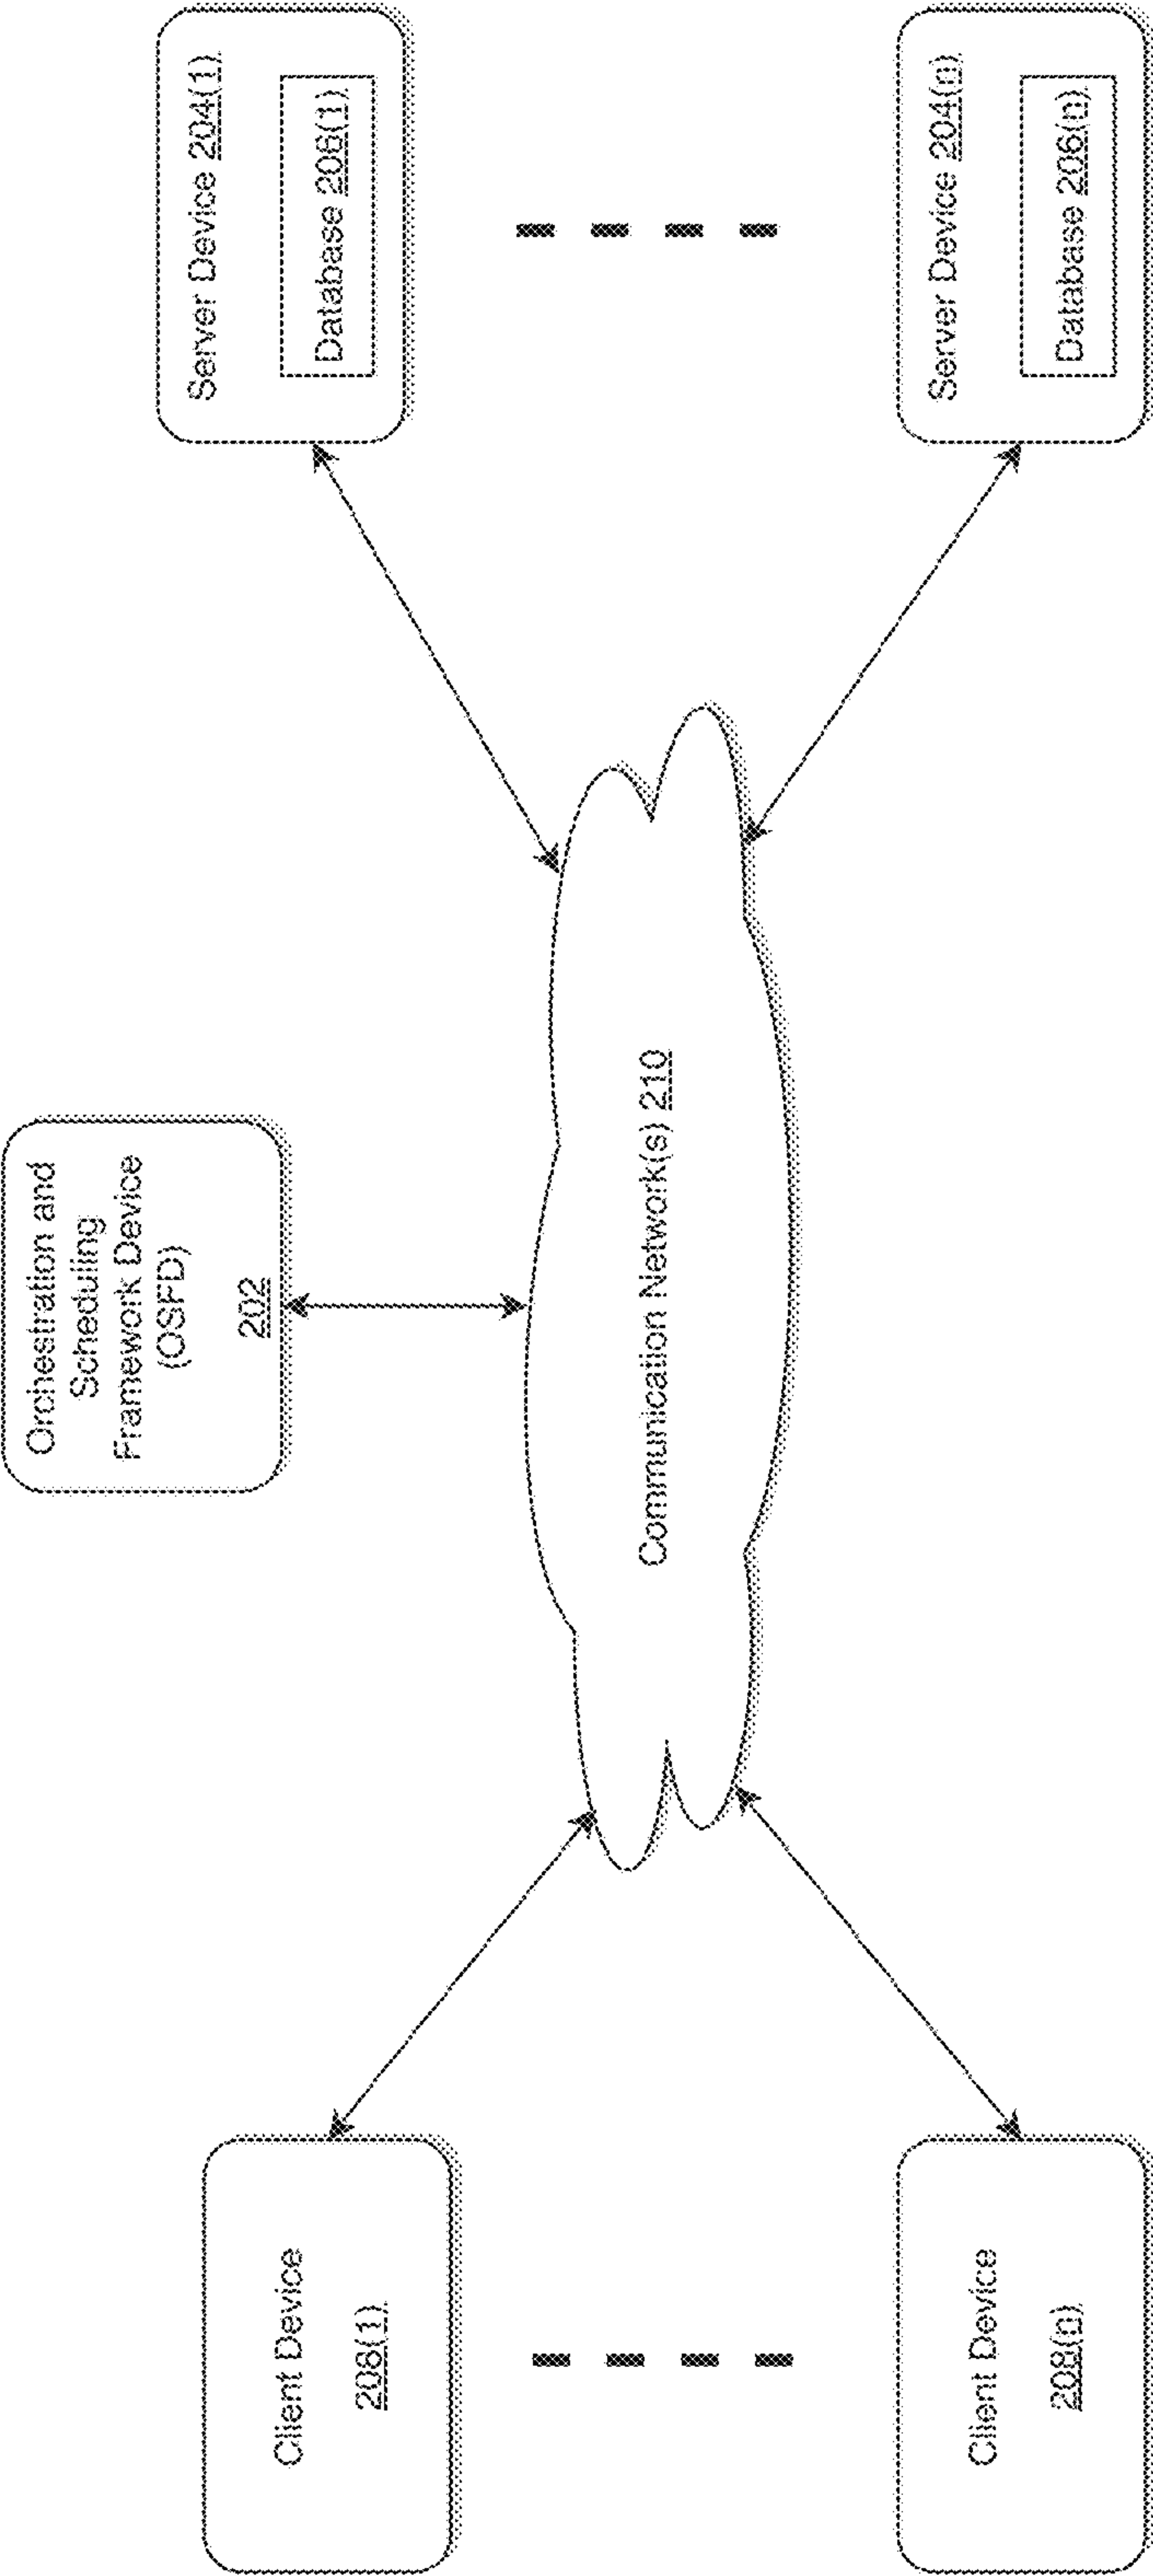 Orchestration and
Scheduling
Framework Device
(OSFD)
202
Client Device
208(1)
Server Device 204(1)
Database 206(1)
Communication Network(s) 210
Client Device
208(n)
Server Device 204(n)
Database 206(n)